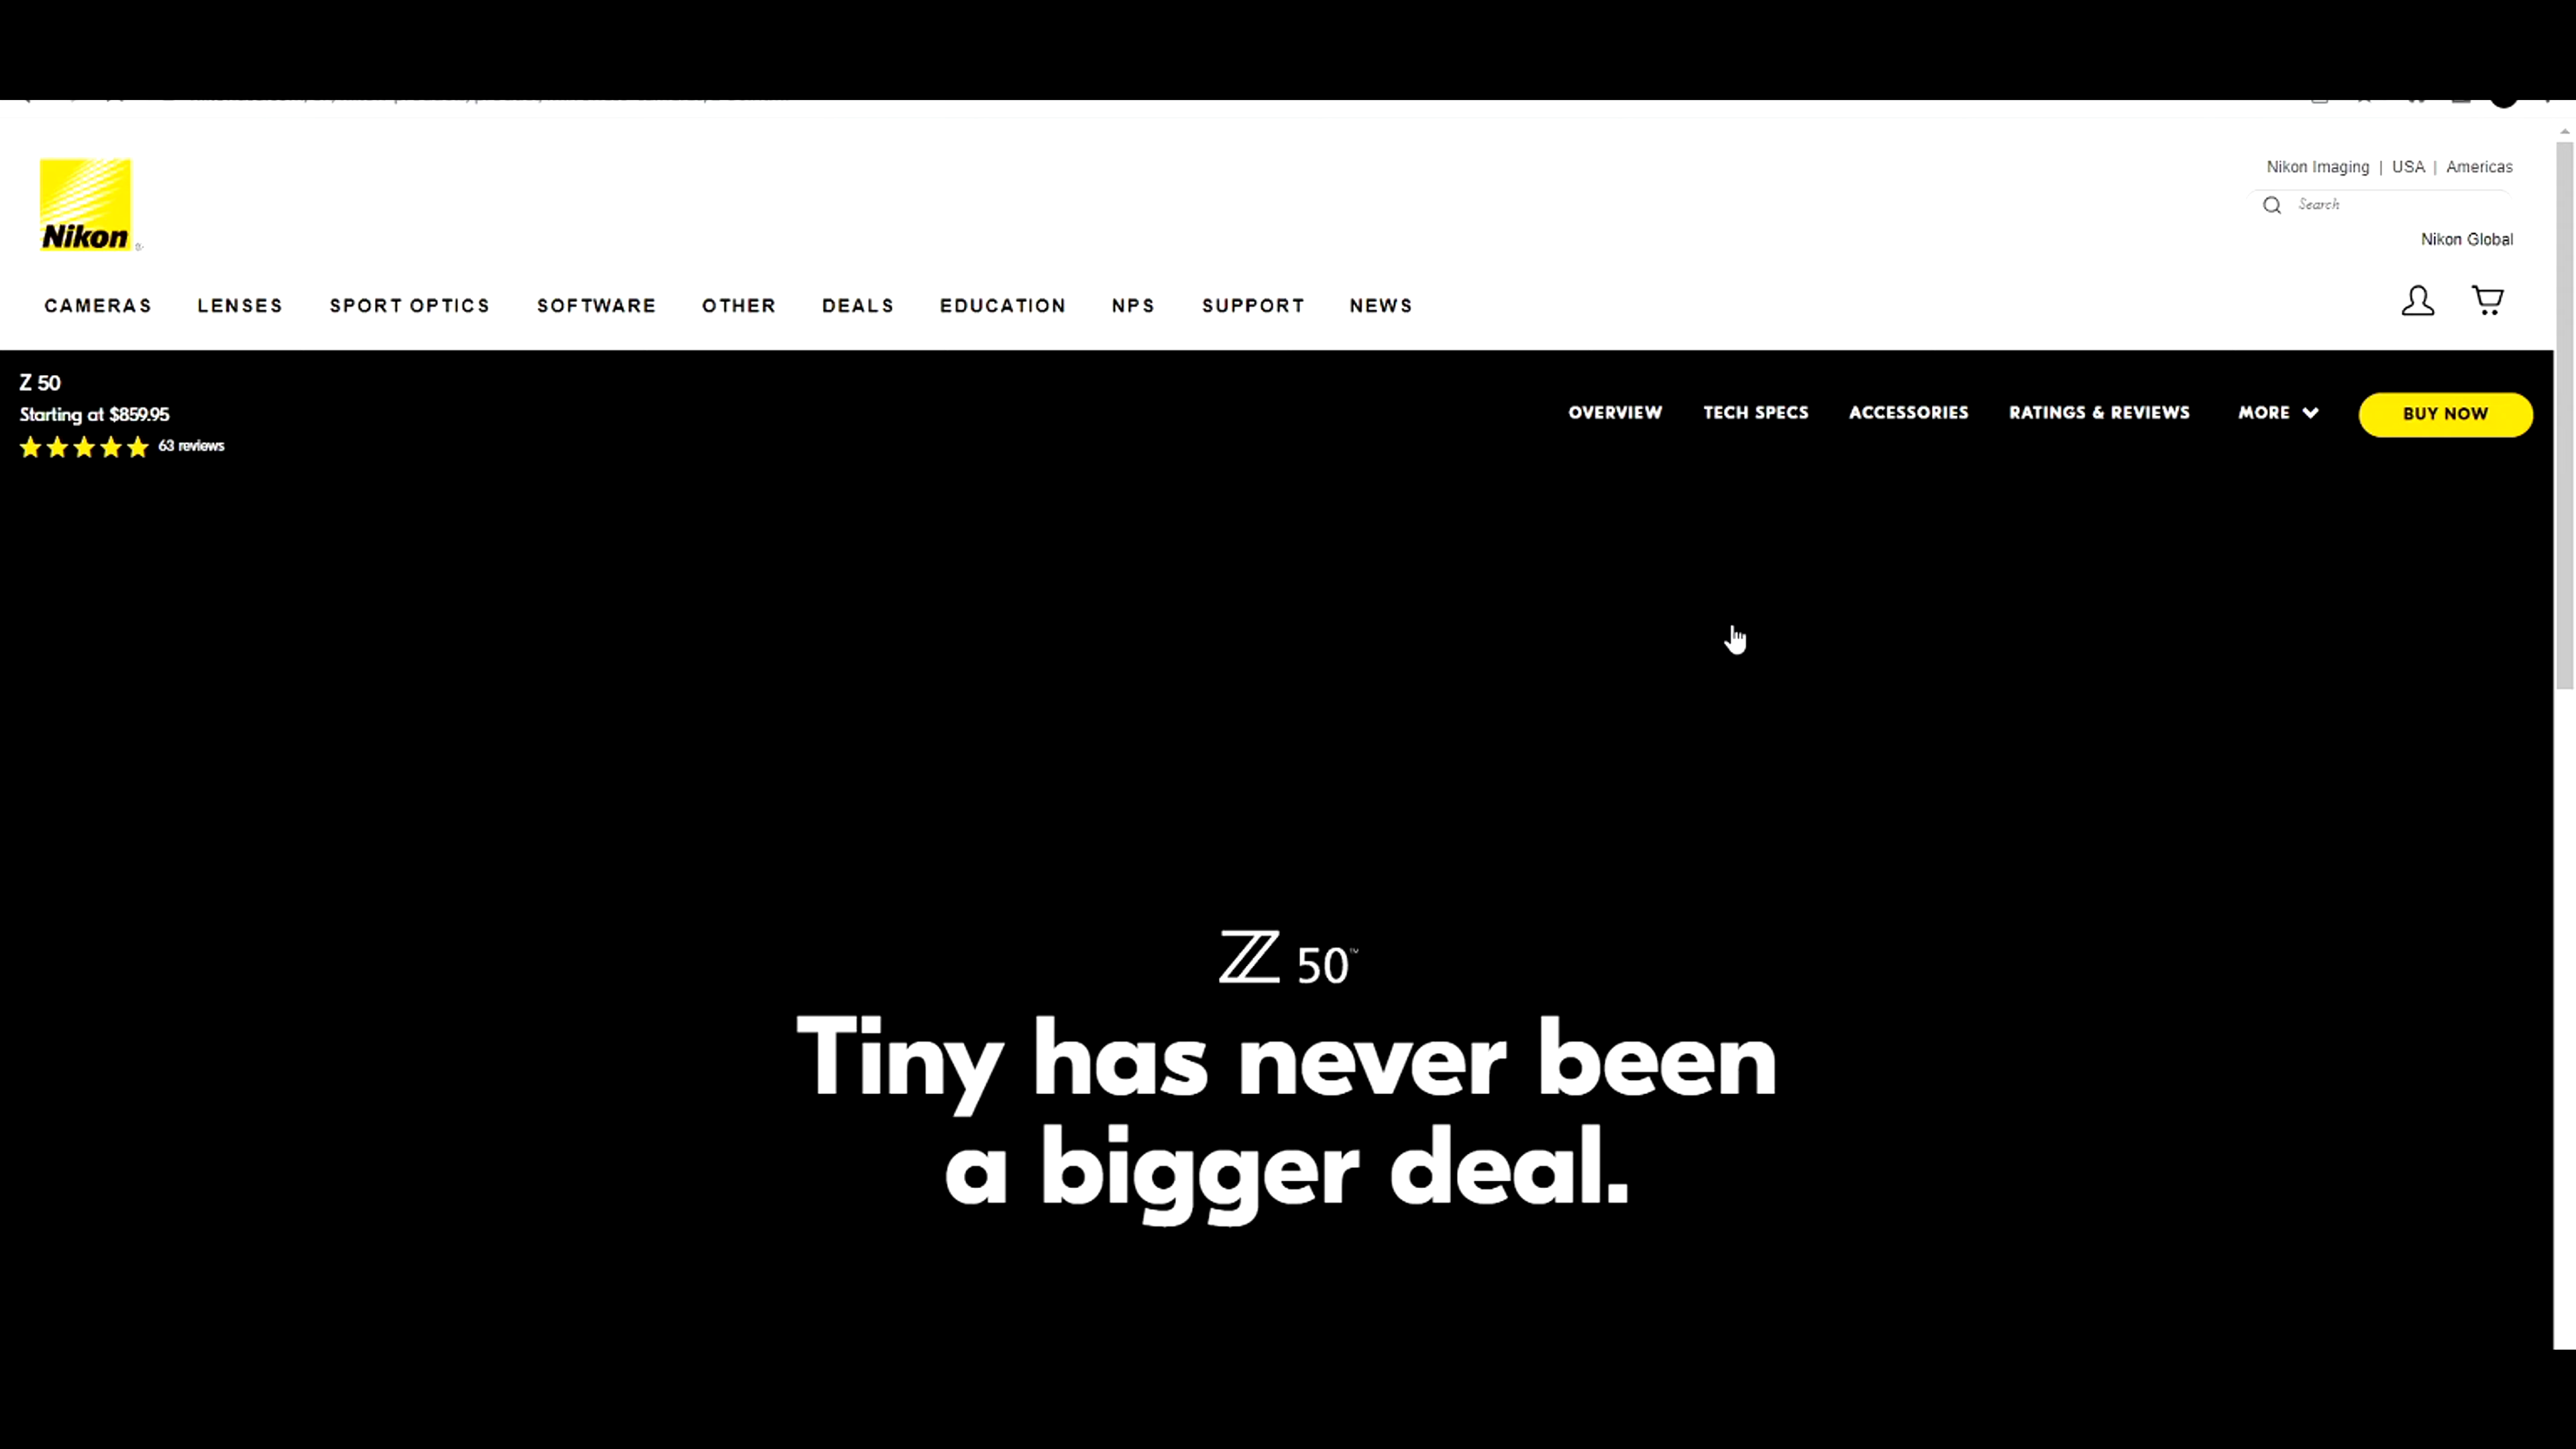 Nikon
Nikon Imaging | USA | Americas
Search
Nikon Global
CAMERAS LENSES SPORT OPTICS SOFTWARE OTHER DEALS EDUCATION NPS SUPPORT NEWS
Z 50
Starting at $859.95
63 reviews
OVERVIEW TECH SPECS ACCESSORIES RATINGS & REVIEWS MORE BUY NOW
Z 50™
Tiny has never been
a bigger deal.